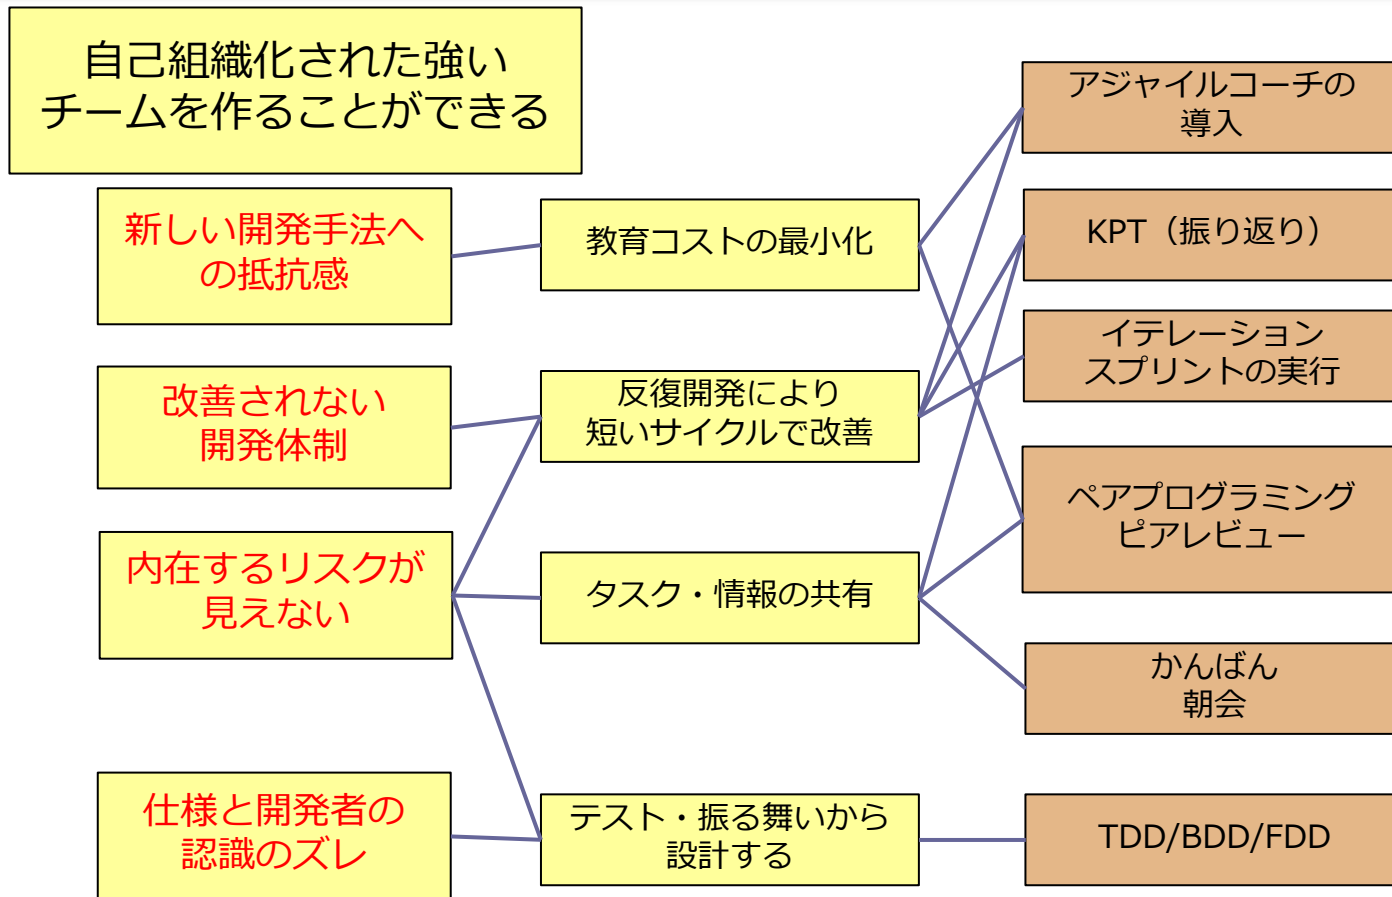 自己組織化された強い
チームを作ることができる
新しい開発手法へ
の抵抗感
改善されない
開発体制
内在するリスクが
見えない
仕様と開発者の
認識のズレ
教育コストの最小化
反復開発により
短いサイクルで改善
タスク・情報の共有
テスト・振る舞いから
設計する
アジャイルコーチの
導入
KPT（振り返り）
イテレーション
スプリントの実行
ペアプログラミング
ピアレビュー
かんばん
朝会
TDD/BDD/FDD